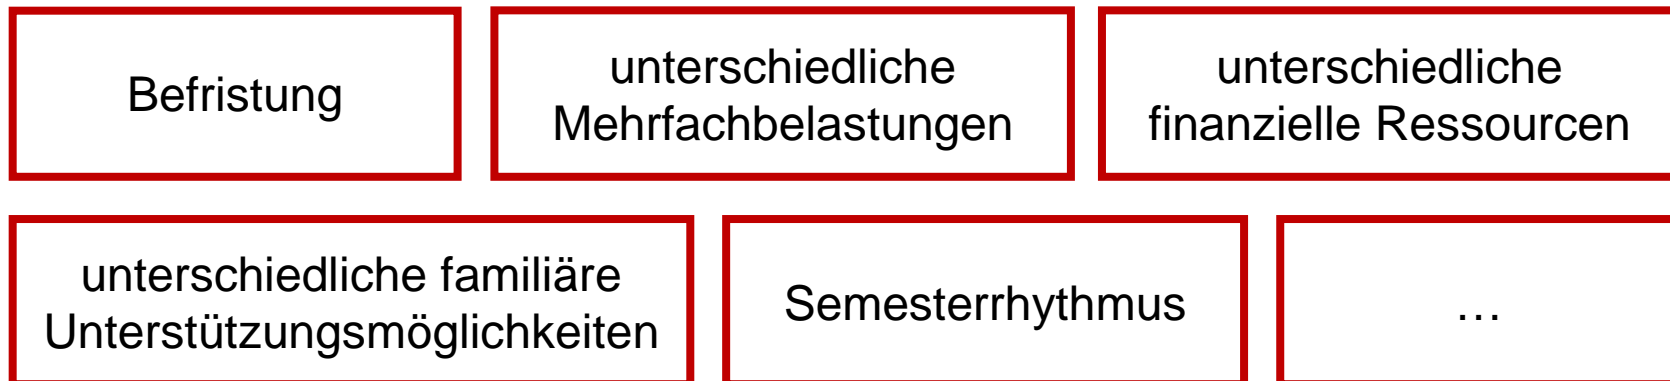 Befristung
unterschiedliche
Mehrfachbelastungen
unterschiedliche
finanzielle Ressourcen
unterschiedliche familiäre
Unterstützungsmöglichkeiten
Semesterrhythmus
…